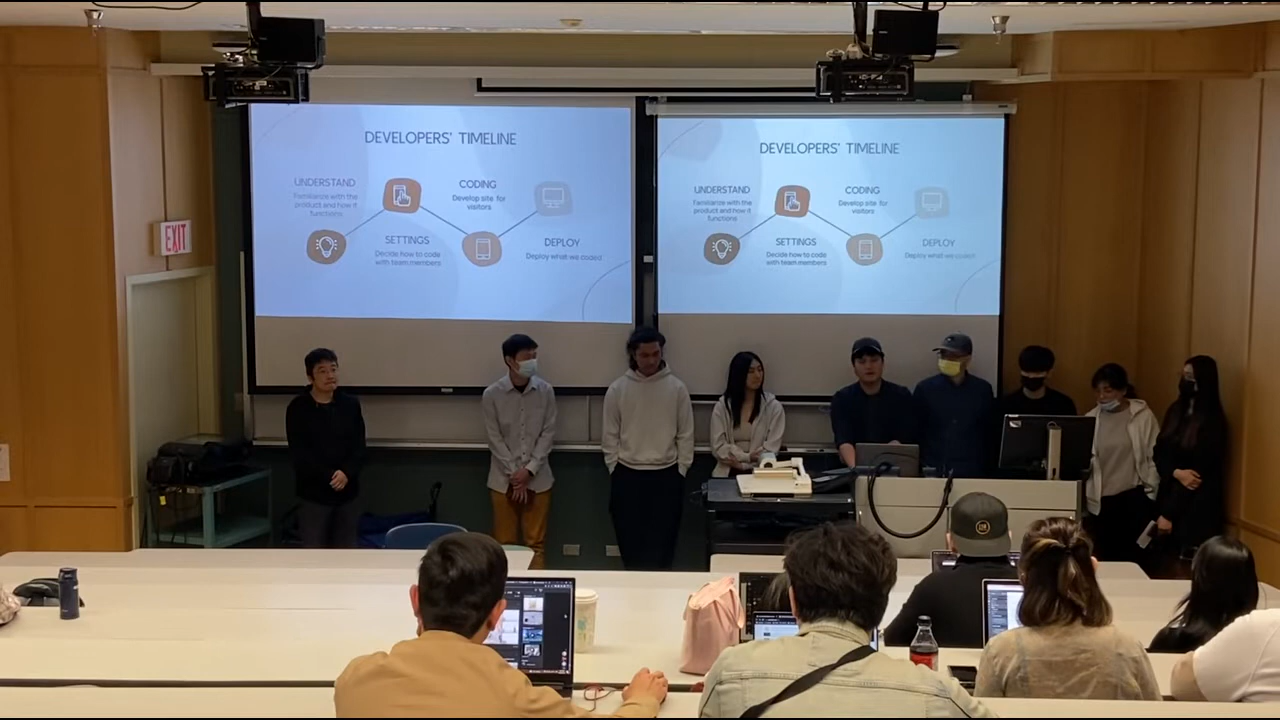 DEVELOPERS' TIMELINE
UNDERSTAND
Familiarize with the
product and how it
functions
CODING
Develop site for
visitors
SETTINGS
Decide how to code
with team members
DEPLOY
Deploy what we coded
DEVELOPERS' TIMELINE
UNDERSTAND
Familiarize with the
product and how it
functions
CODING
Develop site for
visitors
SETTINGS
Decide how to code
with team members
DEPLOY
Deploy what we coded
EXIT